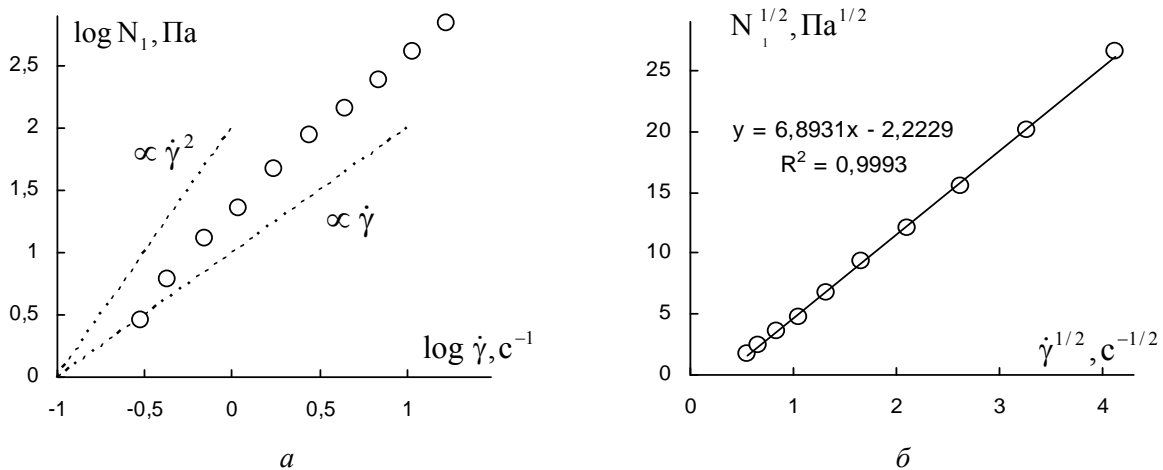 log N₁, Па
2,5
2
1,5
1
0,5
0
-1
-0,5
0
0,5
1
∝ γ̇²
∝ γ̇
log γ̇, с⁻¹
а
N₁^1/2, Па^1/2
25
20
15
10
5
0
0
1
2
3
4
y = 6,8931x - 2,2229
R² = 0,9993
γ̇^1/2, с^−1/2
б